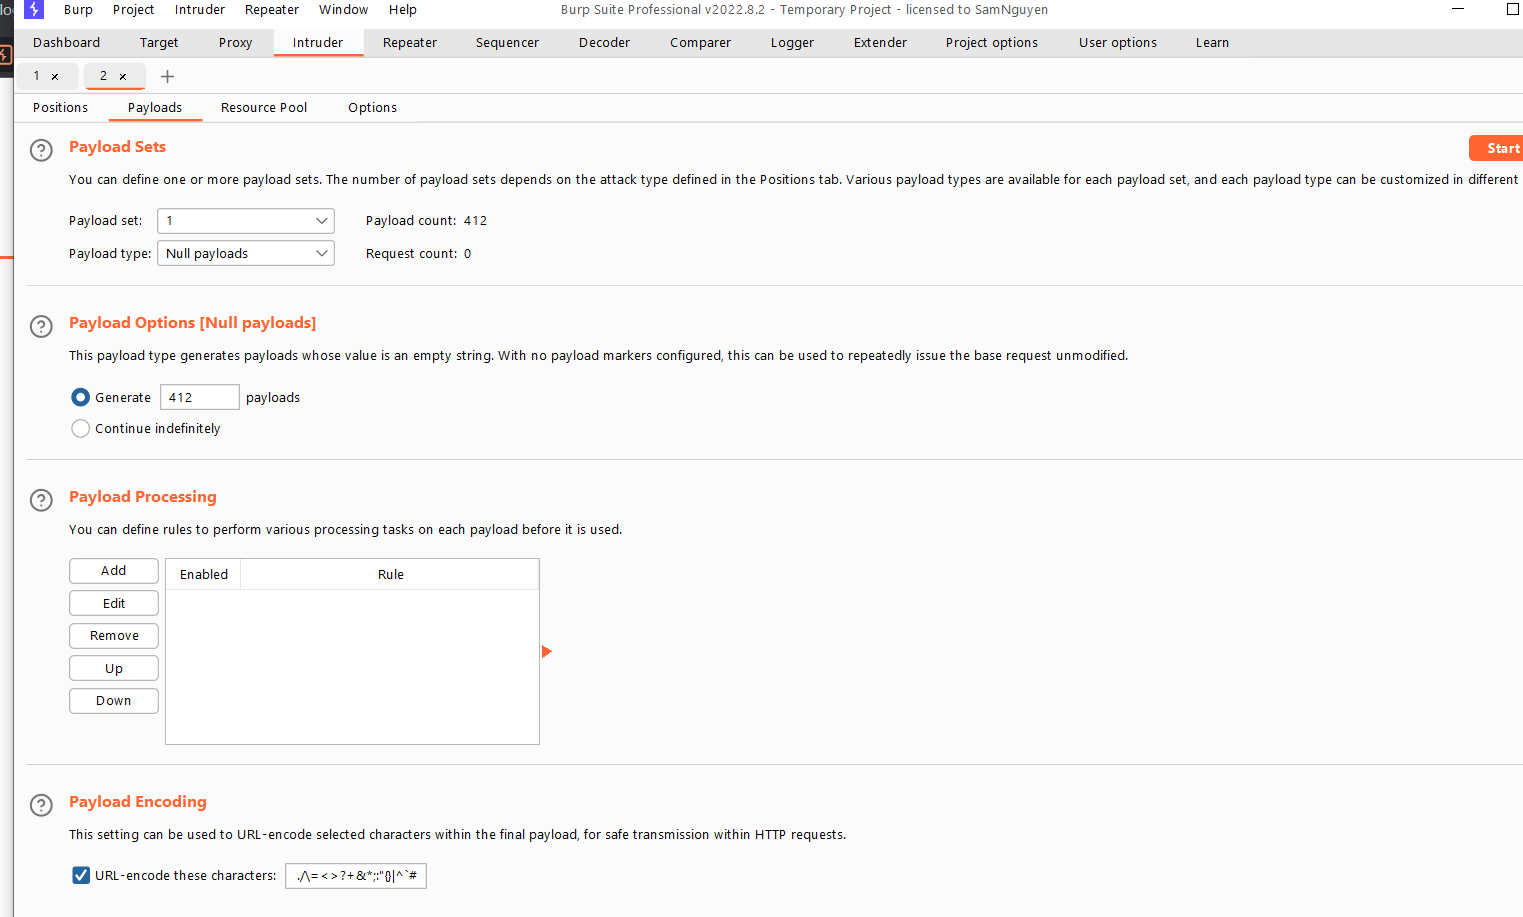 Burp Project Intruder Repeater Window Help Burp Suite Professional v2022.8.2 - Temporary Project - licensed to SamNguyen
Dashboard Target Proxy Intruder Repeater Sequencer Decoder Comparer Logger Extender Project options User options Learn
1 × 2 × +
Positions Payloads Resource Pool Options
? Payload Sets Start
You can define one or more payload sets. The number of payload sets depends on the attack type defined in the Positions tab. Various payload types are available for each payload set, and each payload type can be customized in different
Payload set: 1 Payload count: 412
Payload type: Null payloads Request count: 0
? Payload Options [Null payloads]
This payload type generates payloads whose value is an empty string. With no payload markers configured, this can be used to repeatedly issue the base request unmodified.
Generate 412 payloads
Continue indefinitely
? Payload Processing
You can define rules to perform various processing tasks on each payload before it is used.
Add Enabled Rule
Edit
Remove
Up
Down
? Payload Encoding
This setting can be used to URL-encode selected characters within the final payload, for safe transmission within HTTP requests.
URL-encode these characters: ./\=<>?+&*;:"{}|^`#